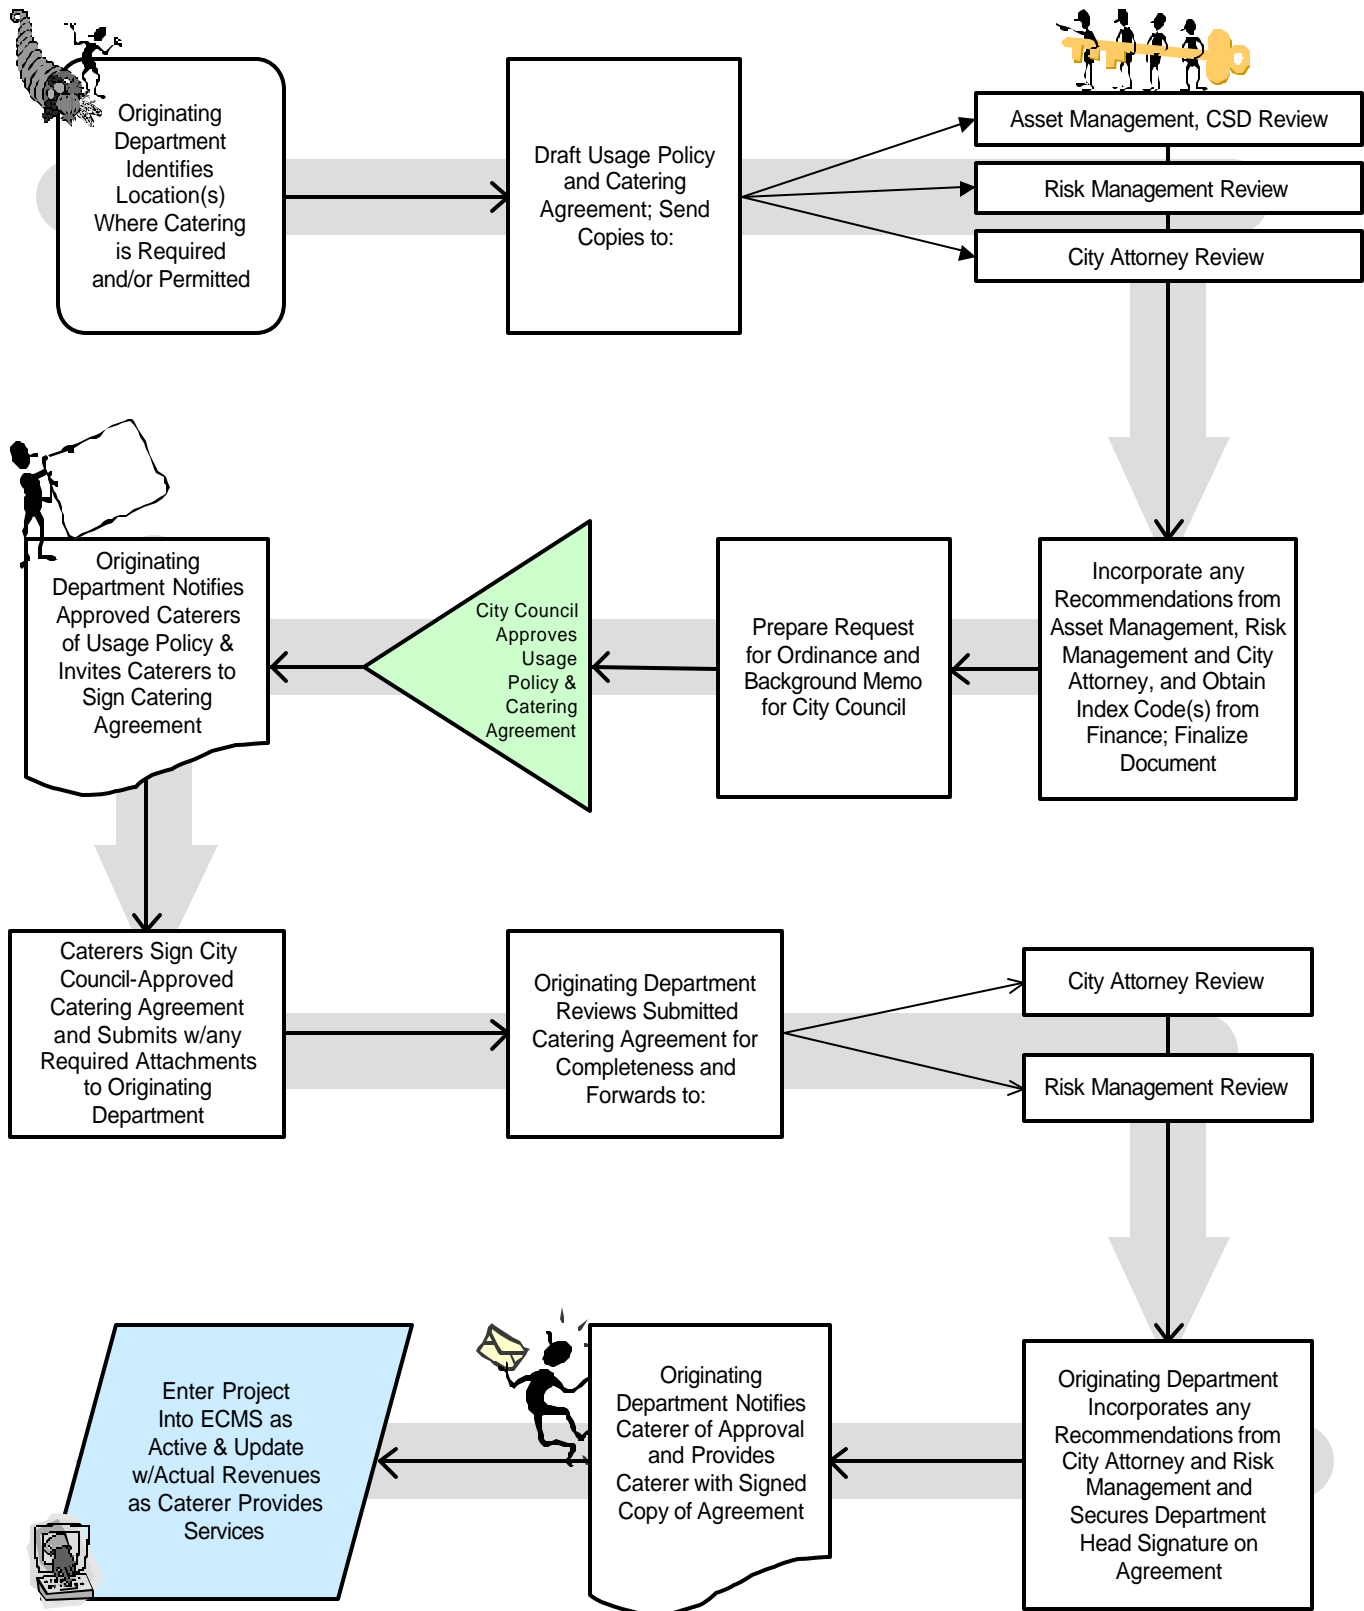 Originating
Department
Identifies
Location(s)
Where Catering
is Required
and/or Permitted
Draft Usage Policy
and Catering
Agreement; Send
Copies to:
Asset Management, CSD Review
Risk Management Review
City Attorney Review
Incorporate any
Recommendations from
Asset Management, Risk
Management and City
Attorney, and Obtain
Index Code(s) from
Finance; Finalize
Document
Prepare Request
for Ordinance and
Background Memo
for City Council
City Council
Approves
Usage
Policy &
Catering
Agreement
Originating
Department Notifies
Approved Caterers
of Usage Policy &
Invites Caterers to
Sign Catering
Agreement
Caterers Sign City
Council-Approved
Catering Agreement
and Submits w/any
Required Attachments
to Originating
Department
Originating Department
Reviews Submitted
Catering Agreement for
Completeness and
Forwards to:
City Attorney Review
Risk Management Review
Originating Department
Incorporates any
Recommendations from
City Attorney and Risk
Management and
Secures Department
Head Signature on
Agreement
Originating
Department Notifies
Caterer of Approval
and Provides
Caterer with Signed
Copy of Agreement
Enter Project
Into ECMS as
Active & Update
w/Actual Revenues
as Caterer Provides
Services